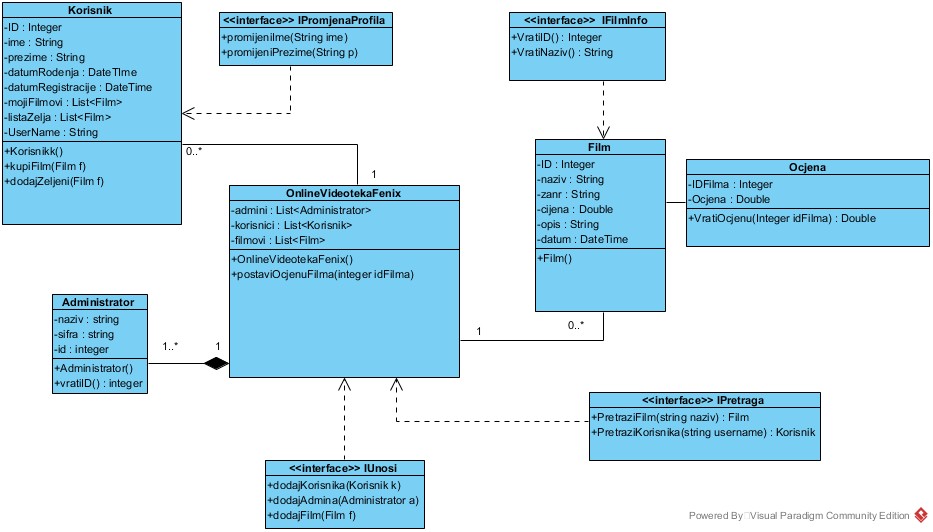 Korisnik
-ID : Integer
-ime : String
-prezime : String
-datumRodenja : DateTIme
-datumRegistracije : DateTime
-mojiFilmovi : List<Film>
-listaZelja : List<Film>
-UserName : String
+Korisnikk()
+kupiFilm(Film f)
+dodajZeljeni(Film f)
<<interface>> IPromjenaProfila
+promijeniIme(String ime)
+promijeniPrezime(String p)
<<interface>> IFilmInfo
+VratiID() : Integer
+VratiNaziv() : String
0..*
1
Film
-ID : Integer
-naziv : String
-zanr : String
-cijena : Double
-opis : String
-datum : DateTime
+Film()
Ocjena
-IDFilma : Integer
-Ocjena : Double
+VratiOcjenu(Integer idFilma) : Double
OnlineVideotekaFenix
-admini : List<Administrator>
-korisnici : List<Korisnik>
-filmovi : List<Film>
+OnlineVideotekaFenix()
+postaviOcjenuFilma(integer idFilma)
Administrator
-naziv : string
-sifra : string
-id : integer
+Administrator()
+vratiID() : integer
1..*
1
1
0..*
<<interface>> IPretraga
+PretraziFilm(string naziv) : Film
+PretraziKorisnika(string username) : Korisnik
<<interface>> IUnosi
+dodajKorisnika(Korisnik k)
+dodajAdmina(Administrator a)
+dodajFilm(Film f)
Powered By Visual Paradigm Community Edition